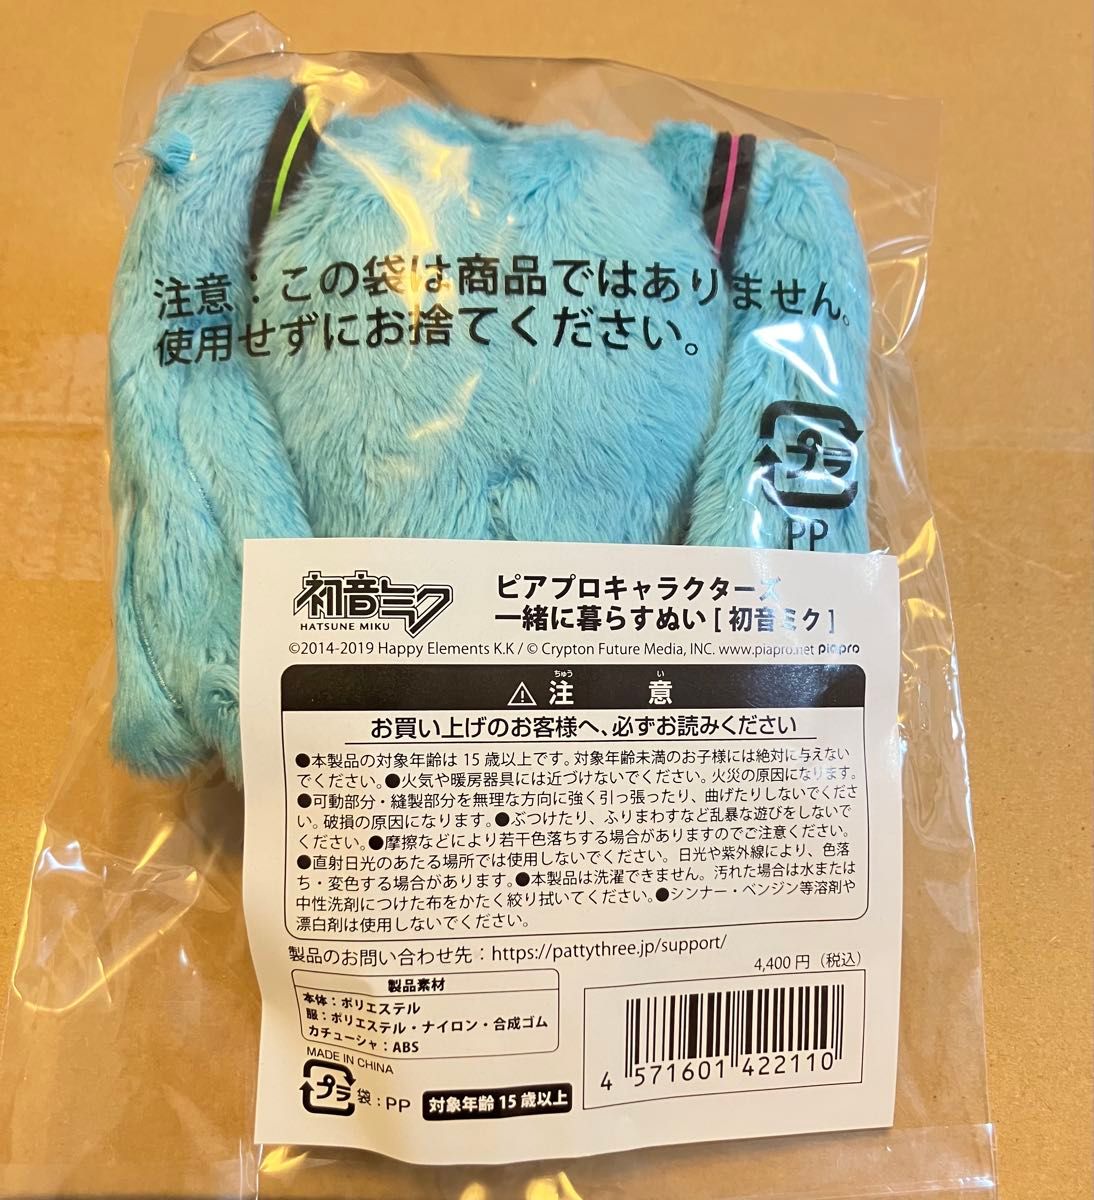 注意：この袋は商品ではありません。
使用せずにお捨てください。
プラ
PP
初音ミク
HATSUNE MIKU
ピアプロキャラクターズ
一緒に暮らすぬい[初音ミク]
©2014-2019 Happy Elements K.K / © Crypton Future Media, INC. www.piapro.net piapro
ちゅう い
注 意
お買い上げのお客様へ、必ずお読みください
●本製品の対象年齢は15歳以上です。対象年齢未満のお子様には絶対に与えない
でください。●火気や暖房器具には近づけないでください。火災の原因になります。
●可動部分・縫製部分を無理な方向に強く引っ張ったり、曲げたりしないでくださ
い。破損の原因になります。●ぶつけたり、ふりまわすなど乱暴な遊びをしないで
ください。●摩擦などにより若干色落ちする場合がありますのでご注意ください。
●直射日光のあたる場所では使用しないでください。日光や紫外線により、色落
ち・変色する場合があります。●本製品は洗濯できません。汚れた場合は水または
中性洗剤につけた布をかたく絞り拭いてください。●シンナー・ベンジン等溶剤や
漂白剤は使用しないでください。
製品のお問い合わせ先：https://pattythree.jp/support/
4,400円（税込）
製品素材
本体：ポリエステル
服：ポリエステル・ナイロン・合成ゴム
カチューシャ：ABS
MADE IN CHINA
プラ
袋：PP
対象年齢15歳以上
4 571601 422110